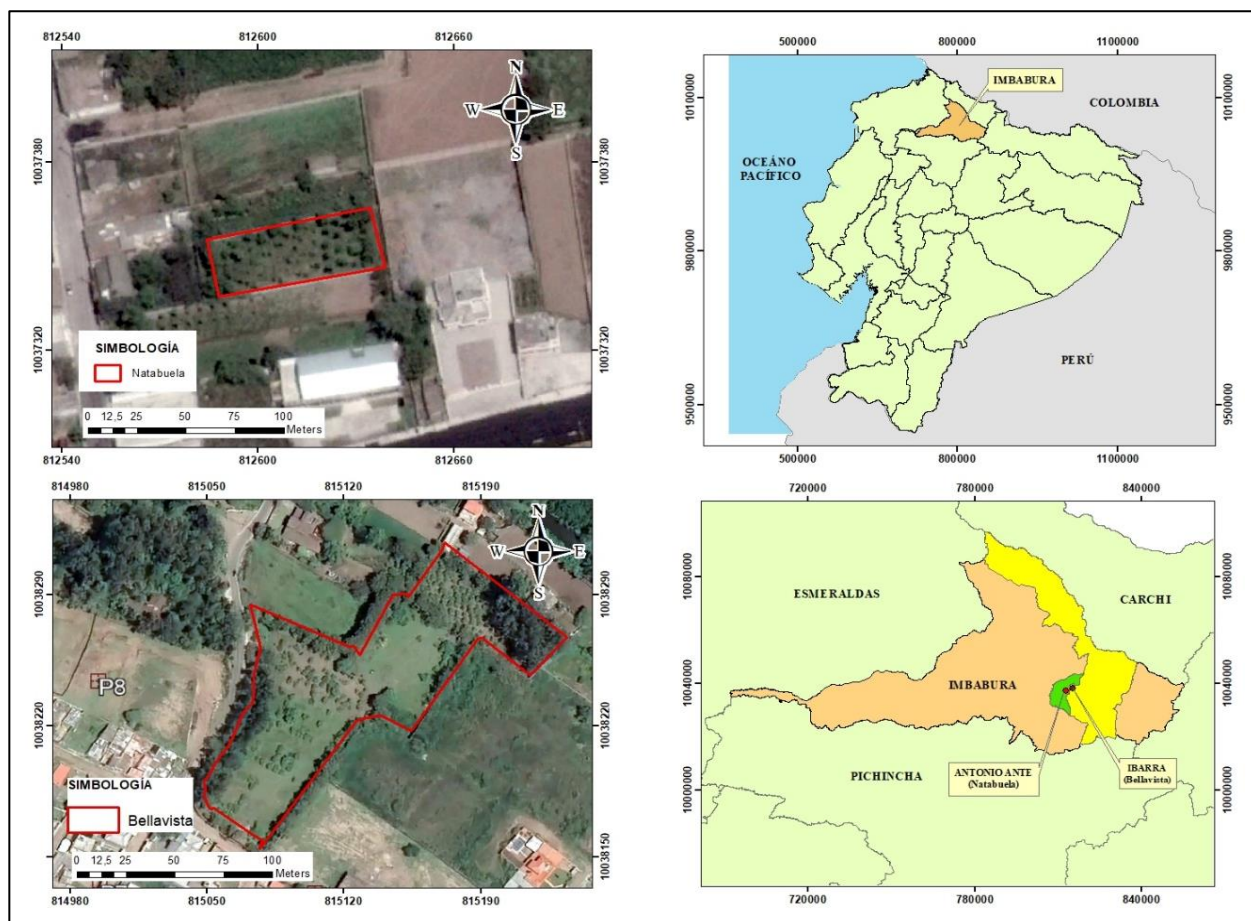 812540
812600
812660
10037380
10037320
N
W
E
S
SIMBOLOGÍA
Natabuela
0 12,5 25 50 75 100
Meters
812540
812600
812660
500000
800000
1100000
10100000
9800000
9500000
10100000
9800000
9500000
IMBABURA
COLOMBIA
OCEÁNO
PACÍFICO
PERÚ
500000
800000
1100000
814980
815050
815120
815190
10038290
10038220
10038150
N
W
E
S
P8
SIMBOLOGÍA
Bellavista
0 12,5 25 50 75 100
Meters
814980
815050
815120
815190
10038290
10038220
10038150
720000
780000
840000
10080000
10040000
10000000
ESMERALDAS
CARCHI
IMBABURA
PICHINCHA
ANTONIO ANTE
(Natabuela)
IBARRA
(Bellavista)
10080000
10040000
10000000
720000
780000
840000